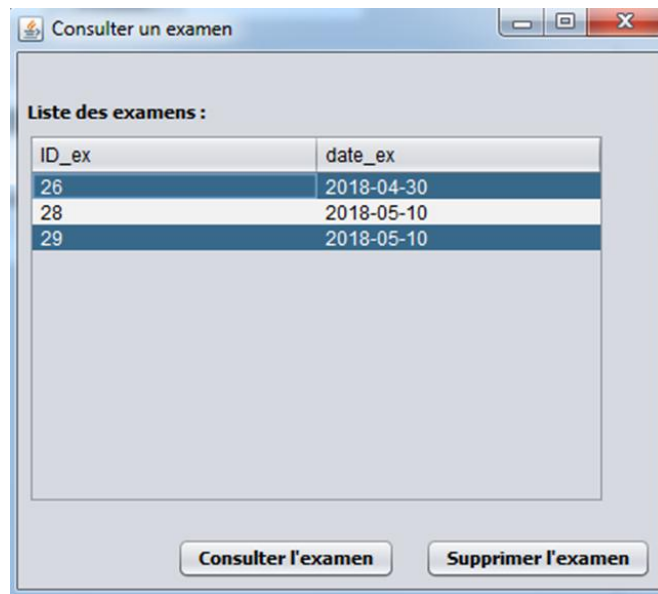 Consulter un examen
Liste des examens :
ID_ex date_ex
26 2018-04-30
28 2018-05-10
29 2018-05-10
Consulter l'examen Supprimer l'examen